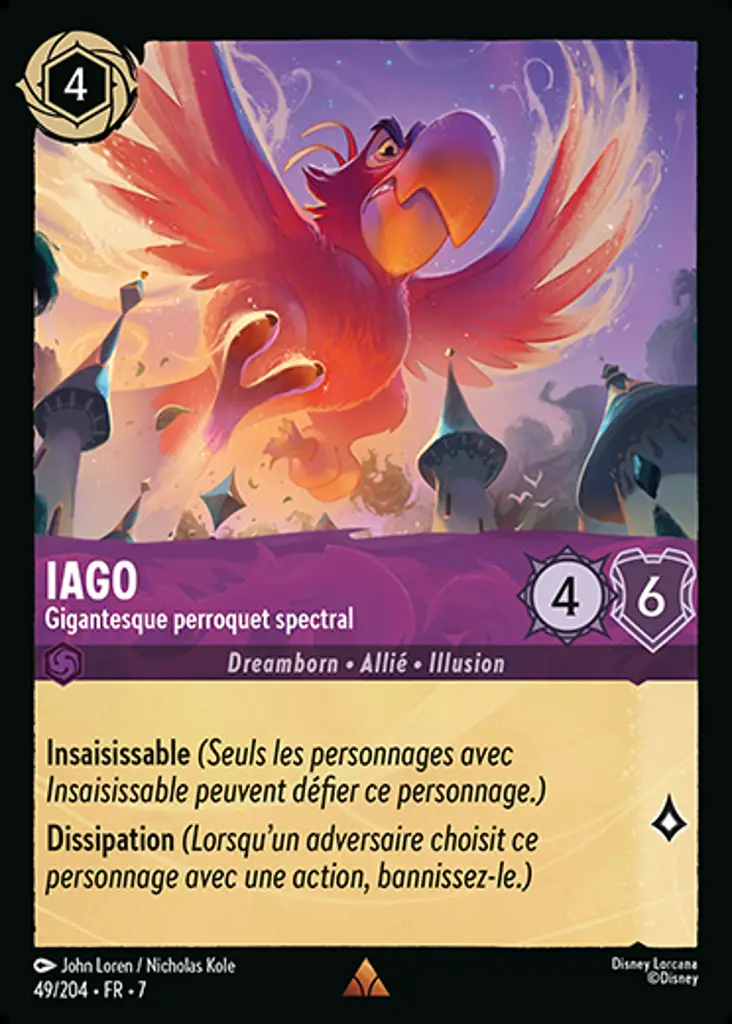 4
IAGO
Gigantesque perroquet spectral
4
6
Dreamborn • Allié • Illusion
Insaisissable (Seuls les personnages avec
Insaisissable peuvent défier ce personnage.)
Dissipation (Lorsqu'un adversaire choisit ce
personnage avec une action, bannissez-le.)
John Loren / Nicholas Kole
49/204 • FR • 7
Disney Lorcana
©Disney